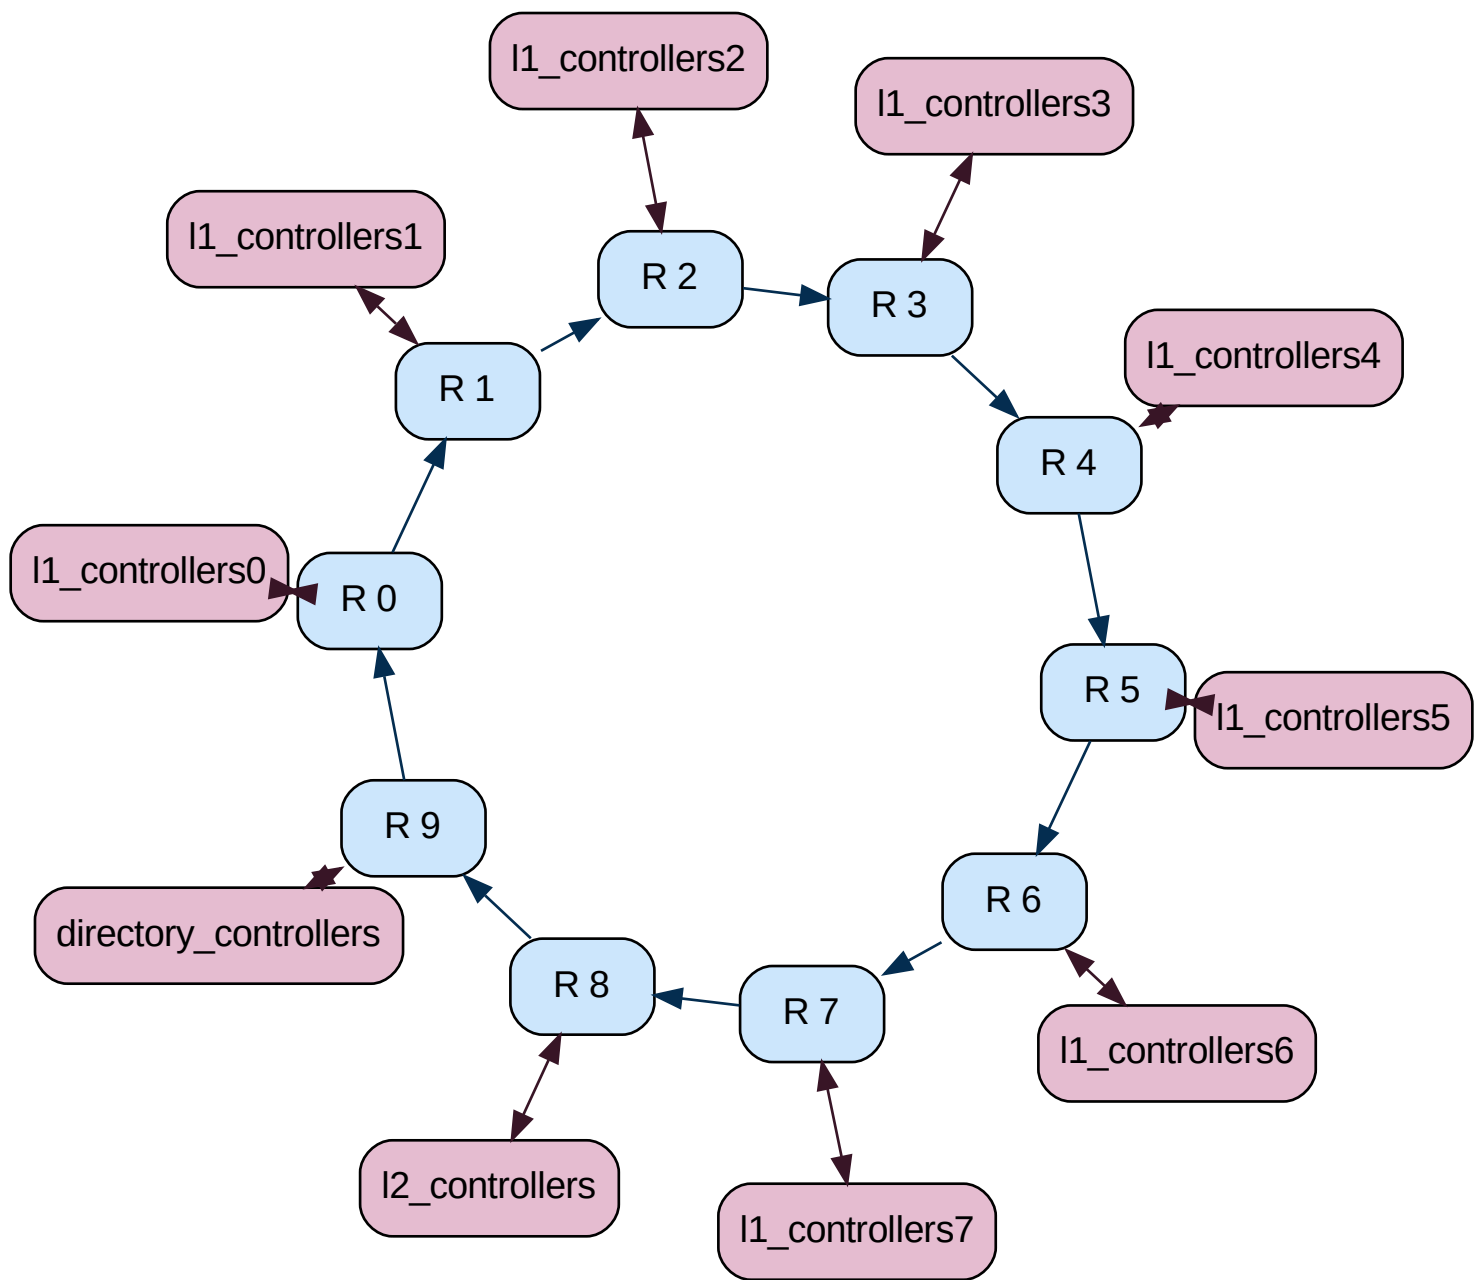 l1_controllers2
l1_controllers3
l1_controllers1
R 2
R 3
l1_controllers4
R 1
R 4
l1_controllers0
R 0
R 5
l1_controllers5
R 9
R 6
directory_controllers
R 8
R 7
l1_controllers6
l2_controllers
l1_controllers7